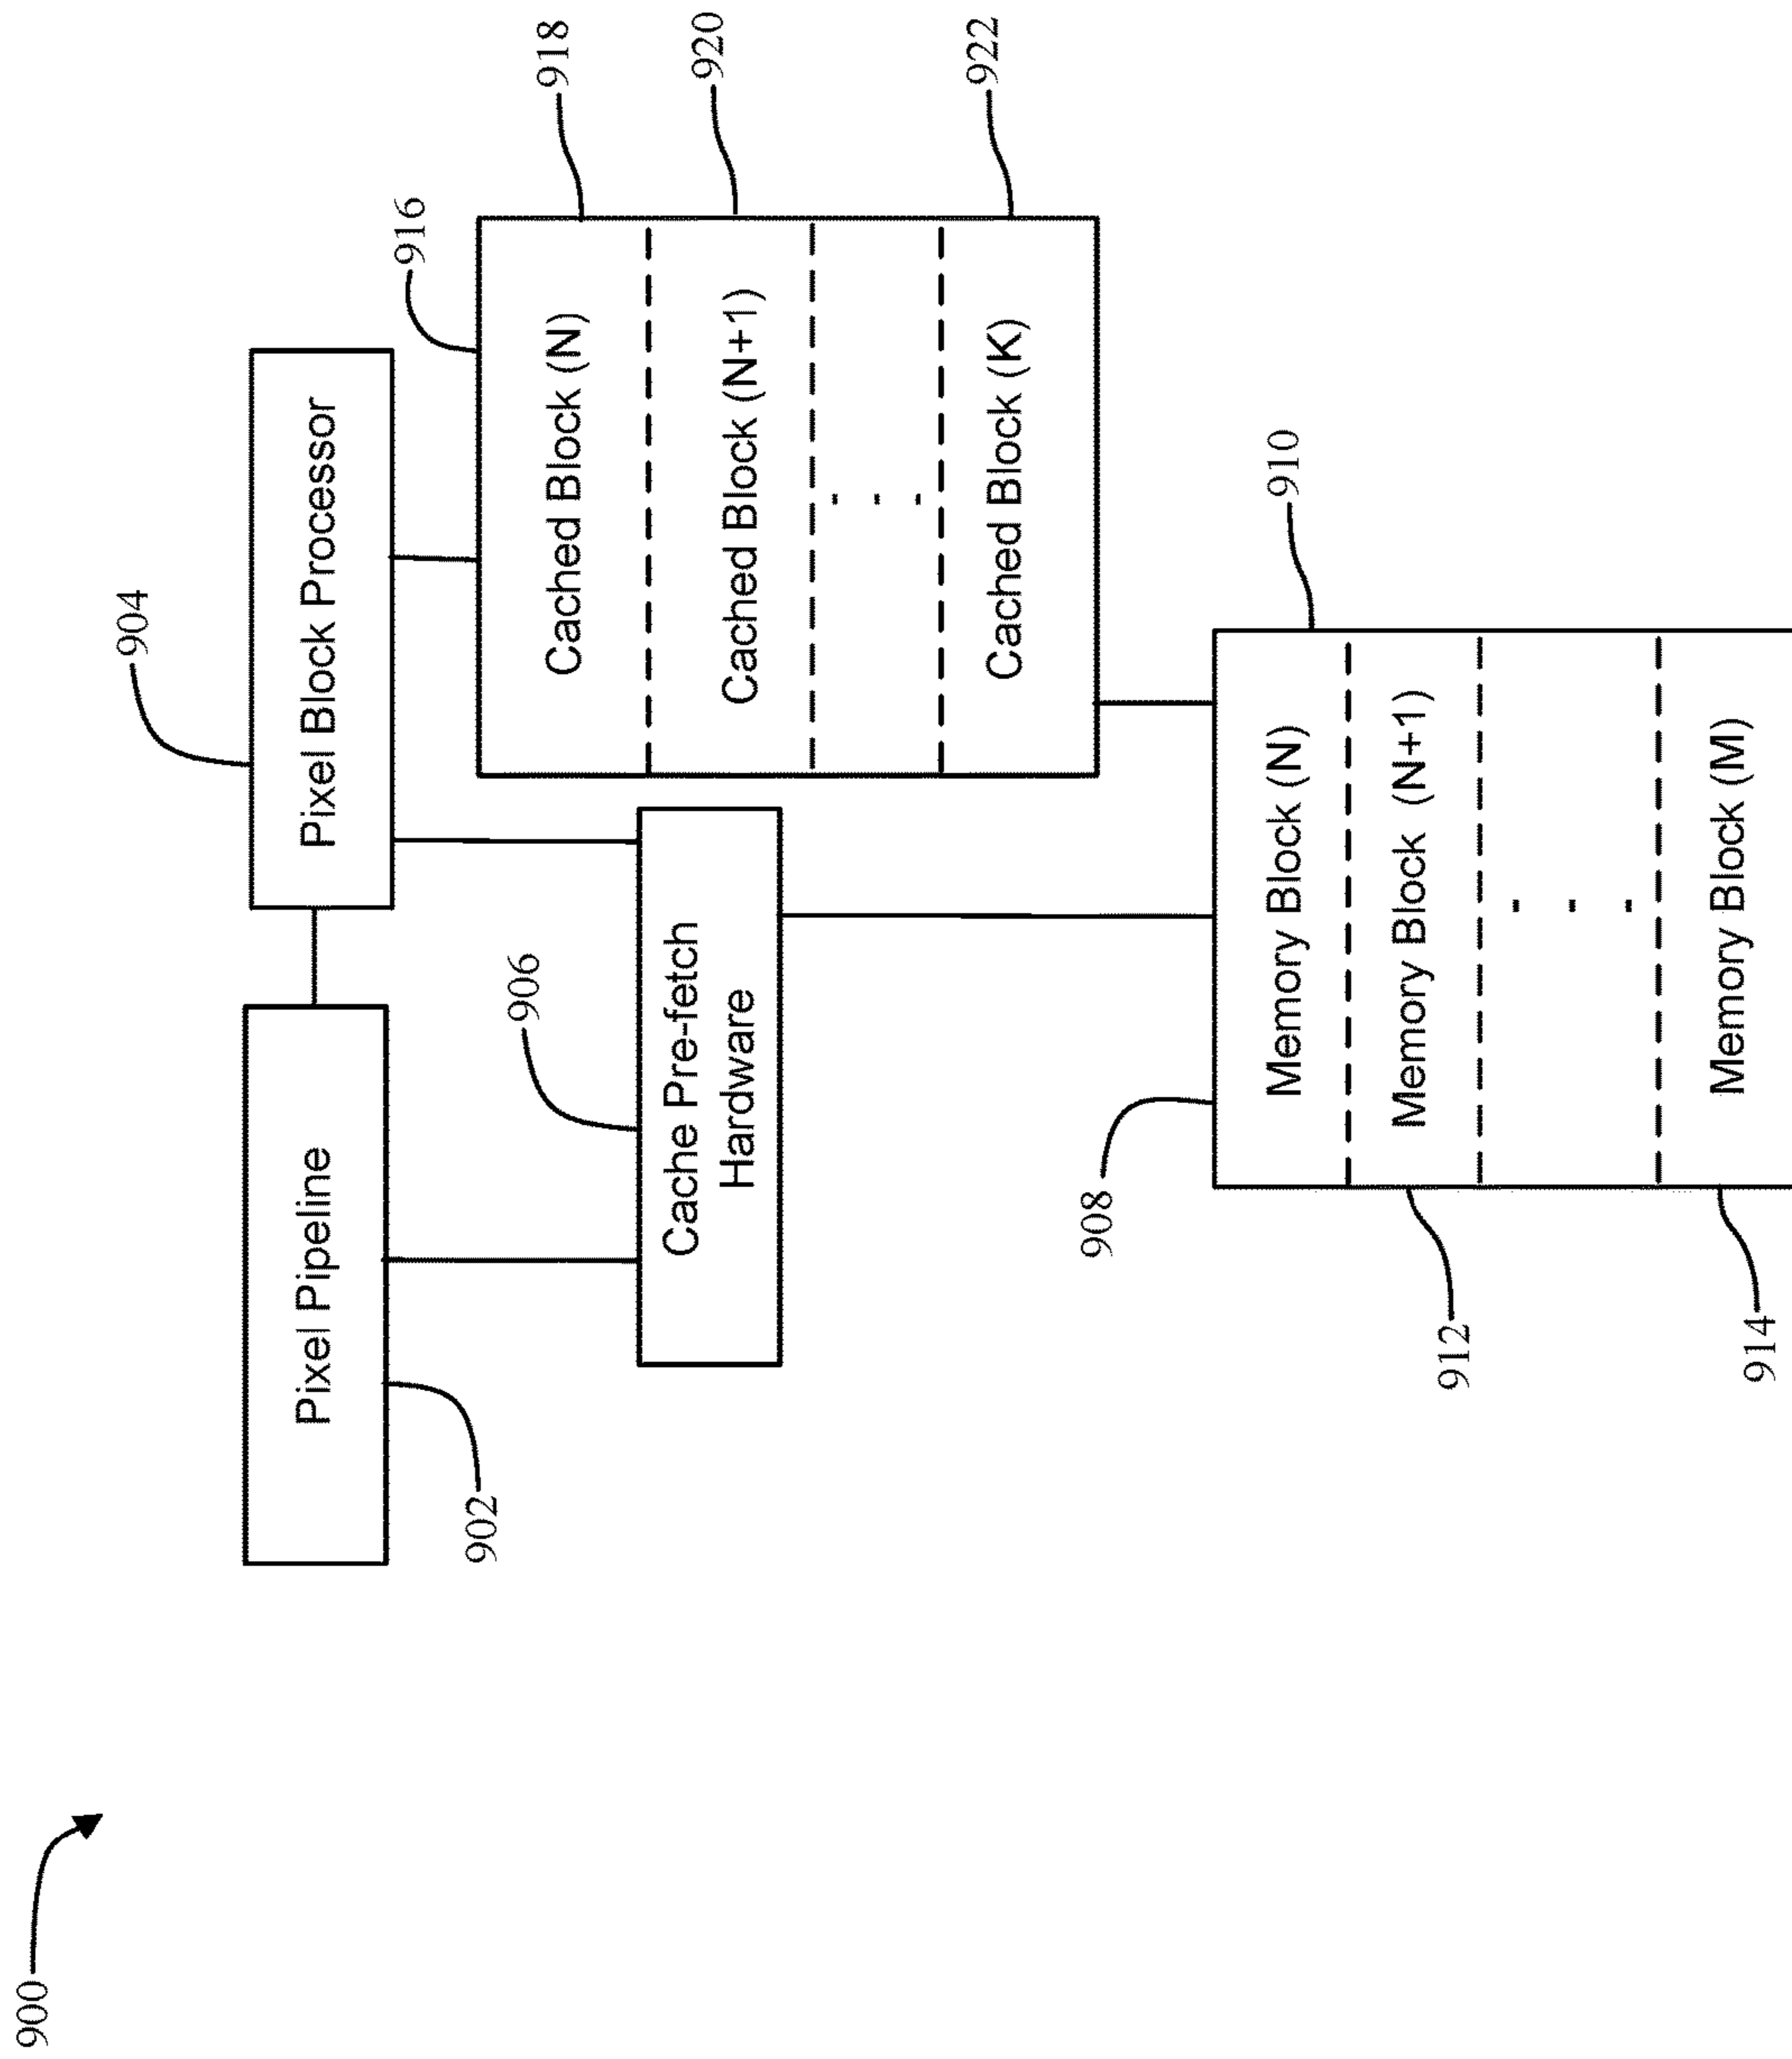 900
904
Pixel Pipeline
Pixel Block Processor
916
902
906
Cached Block (N)
918
Cache Pre-fetch
Hardware
Cached Block (N+1)
920
. . .
Cached Block (K)
922
908
Memory Block (N)
910
912
Memory Block (N+1)
. . .
914
Memory Block (M)